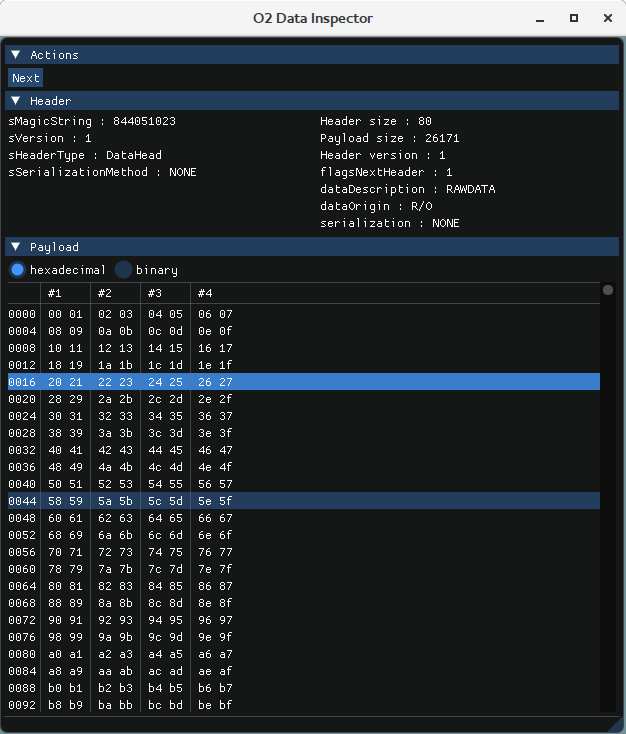 O2 Data Inspector
Actions
Next
Header
sMagicString : 844051023
sVersion : 1
sHeaderType : DataHead
sSerializationMethod : NONE
Header size : 80
Payload size : 26171
Header version : 1
flagsNextHeader : 1
dataDescription : RAWDATA
dataOrigin : R/O
serialization : NONE
Payload
hexadecimal binary
#1 #2 #3 #4
0000 00 01 02 03 04 05 06 07
0004 08 09 0a 0b 0c 0d 0e 0f
0008 10 11 12 13 14 15 16 17
0012 18 19 1a 1b 1c 1d 1e 1f
0016 20 21 22 23 24 25 26 27
0020 28 29 2a 2b 2c 2d 2e 2f
0024 30 31 32 33 34 35 36 37
0028 38 39 3a 3b 3c 3d 3e 3f
0032 40 41 42 43 44 45 46 47
0036 48 49 4a 4b 4c 4d 4e 4f
0040 50 51 52 53 54 55 56 57
0044 58 59 5a 5b 5c 5d 5e 5f
0048 60 61 62 63 64 65 66 67
0052 68 69 6a 6b 6c 6d 6e 6f
0056 70 71 72 73 74 75 76 77
0060 78 79 7a 7b 7c 7d 7e 7f
0064 80 81 82 83 84 85 86 87
0068 88 89 8a 8b 8c 8d 8e 8f
0072 90 91 92 93 94 95 96 97
0076 98 99 9a 9b 9c 9d 9e 9f
0080 a0 a1 a2 a3 a4 a5 a6 a7
0084 a8 a9 aa ab ac ad ae af
0088 b0 b1 b2 b3 b4 b5 b6 b7
0092 b8 b9 ba bb bc bd be bf